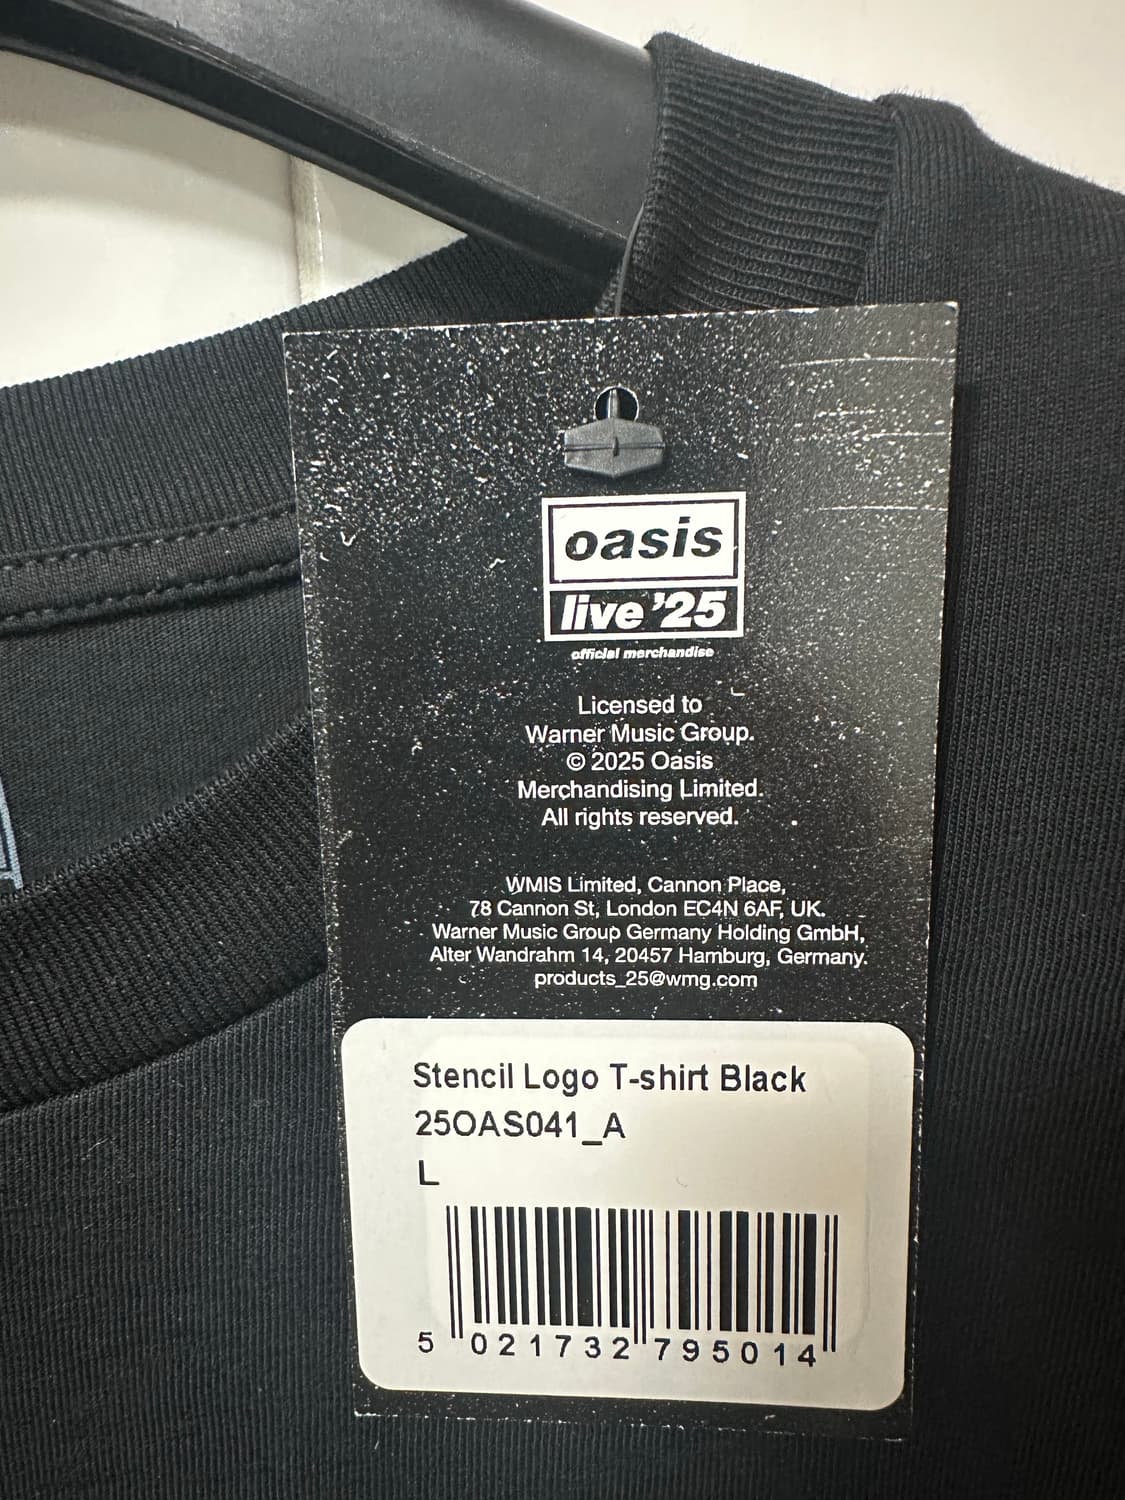 oasis
live '25
official merchandise
Licensed to
Warner Music Group.
© 2025 Oasis
Merchandising Limited.
All rights reserved.
WMIS Limited, Cannon Place,
78 Cannon St, London EC4N 6AF, UK.
Warner Music Group Germany Holding GmbH,
Alter Wandrahm 14, 20457 Hamburg, Germany.
products_25@wmg.com
Stencil Logo T-shirt Black
25OAS041_A
L
5 021732 795014